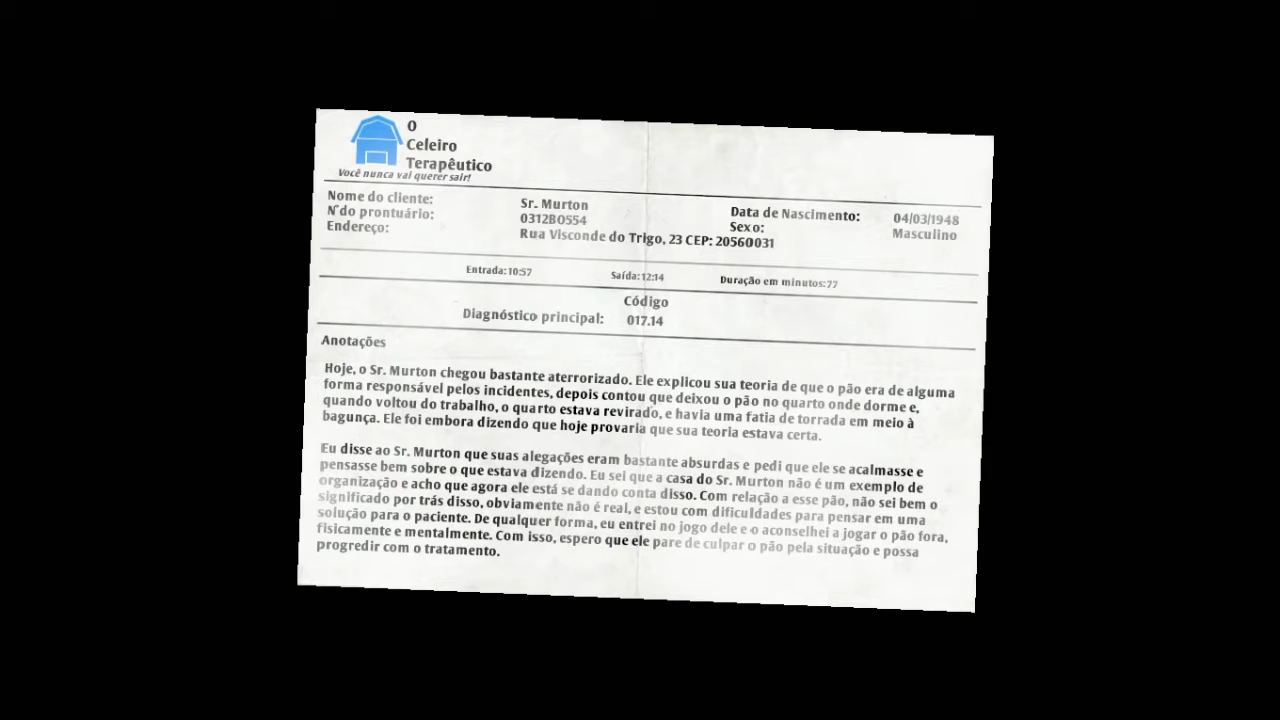 O
Celeiro
Terapêutico
Você nunca vai querer sair!
Nome do cliente: Sr. Murton Data de Nascimento: 04/03/1948
N°do prontuário: 0312B0554 Sexo: Masculino
Endereço: Rua Visconde do Trigo, 23 CEP: 20560031
Entrada:10:57 Saída:12:14 Duração em minutos:77
Código
Diagnóstico principal: 017.14
Anotações
Hoje, o Sr. Murton chegou bastante aterrorizado. Ele explicou sua teoria de que o pão era de alguma
forma responsável pelos incidentes, depois contou que deixou o pão no quarto onde dorme e,
quando voltou do trabalho, o quarto estava revirado, e havia uma fatia de torrada em meio à
bagunça. Ele foi embora dizendo que hoje provaria que sua teoria estava certa.
Eu disse ao Sr. Murton que suas alegações eram bastante absurdas e pedi que ele se acalmasse e
pensasse bem sobre o que estava dizendo. Eu sei que a casa do Sr. Murton não é um exemplo de
organização e acho que agora ele está se dando conta disso. Com relação a esse pão, não sei bem o
significado por trás disso, obviamente não é real, e estou com dificuldades para pensar em uma
solução para o paciente. De qualquer forma, eu entrei no jogo dele e o aconselhei a jogar o pão fora,
fisicamente e mentalmente. Com isso, espero que ele pare de culpar o pão pela situação e possa
progredir com o tratamento.